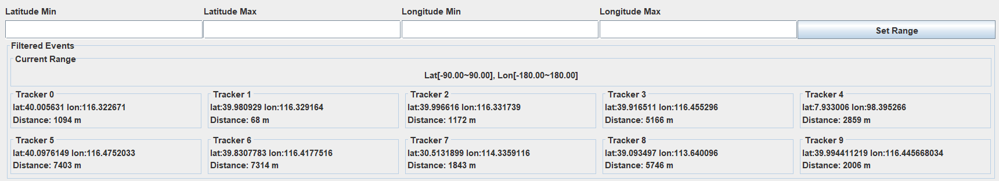 Latitude Min Latitude Max Longitude Min Longitude Max
Set Range
Filtered Events
Current Range
Lat[-90.00~90.00], Lon[-180.00~180.00]
Tracker 0
lat:40.005631 lon:116.322671
Distance: 1094 m
Tracker 1
lat:39.980929 lon:116.329164
Distance: 68 m
Tracker 2
lat:39.996616 lon:116.331739
Distance: 1172 m
Tracker 3
lat:39.916511 lon:116.455296
Distance: 5166 m
Tracker 4
lat:7.933006 lon:98.395266
Distance: 2859 m
Tracker 5
lat:40.0976149 lon:116.4752033
Distance: 7403 m
Tracker 6
lat:39.8307783 lon:116.4177516
Distance: 7314 m
Tracker 7
lat:30.5131899 lon:114.3359116
Distance: 1843 m
Tracker 8
lat:39.093497 lon:113.640096
Distance: 5746 m
Tracker 9
lat:39.994411219 lon:116.445668034
Distance: 2006 m